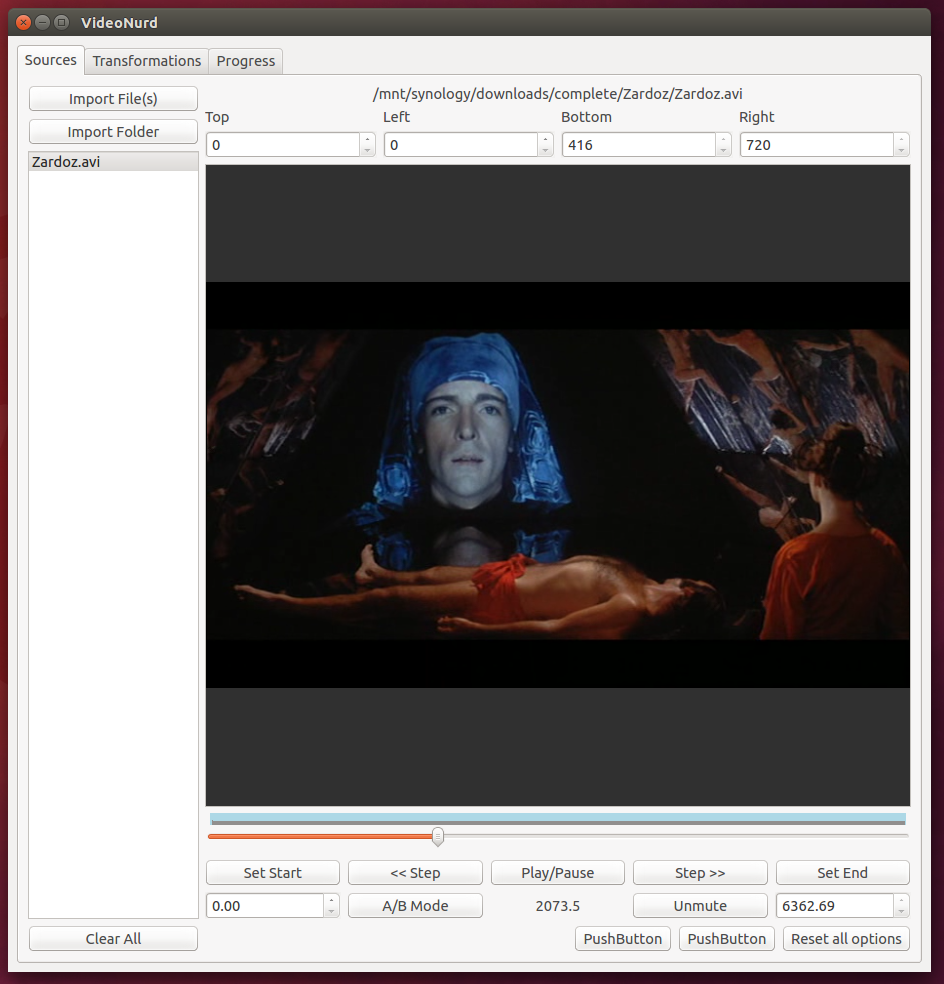 VideoNurd
Sources Transformations Progress
Import File(s)
Import Folder
Zardoz.avi
Clear All
/mnt/synology/downloads/complete/Zardoz/Zardoz.avi
Top Left Bottom Right
0 0 416 720
Set Start << Step Play/Pause Step >> Set End
0.00 A/B Mode 2073.5 Unmute 6362.69
PushButton PushButton Reset all options